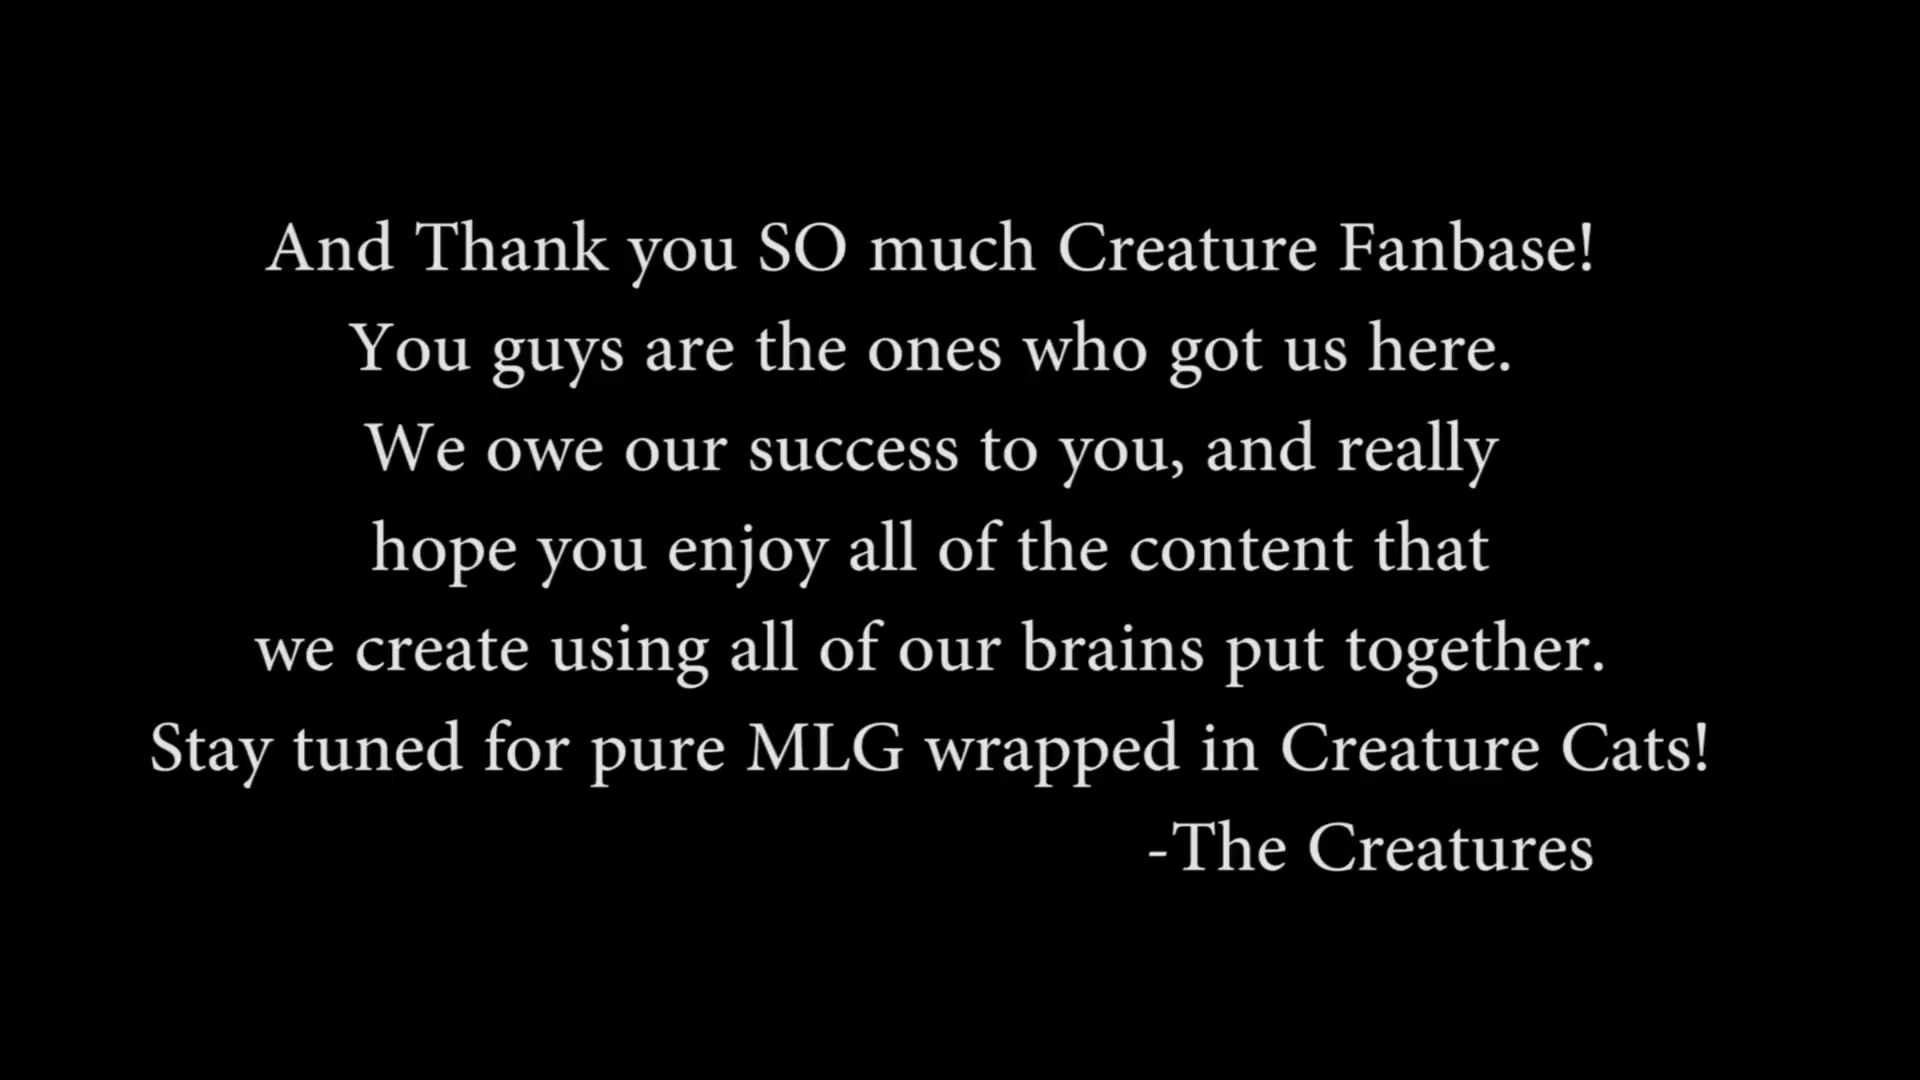 And Thank you SO much Creature Fanbase!
You guys are the ones who got us here.
We owe our success to you, and really
hope you enjoy all of the content that
we create using all of our brains put together.
Stay tuned for pure MLG wrapped in Creature Cats!
-The Creatures